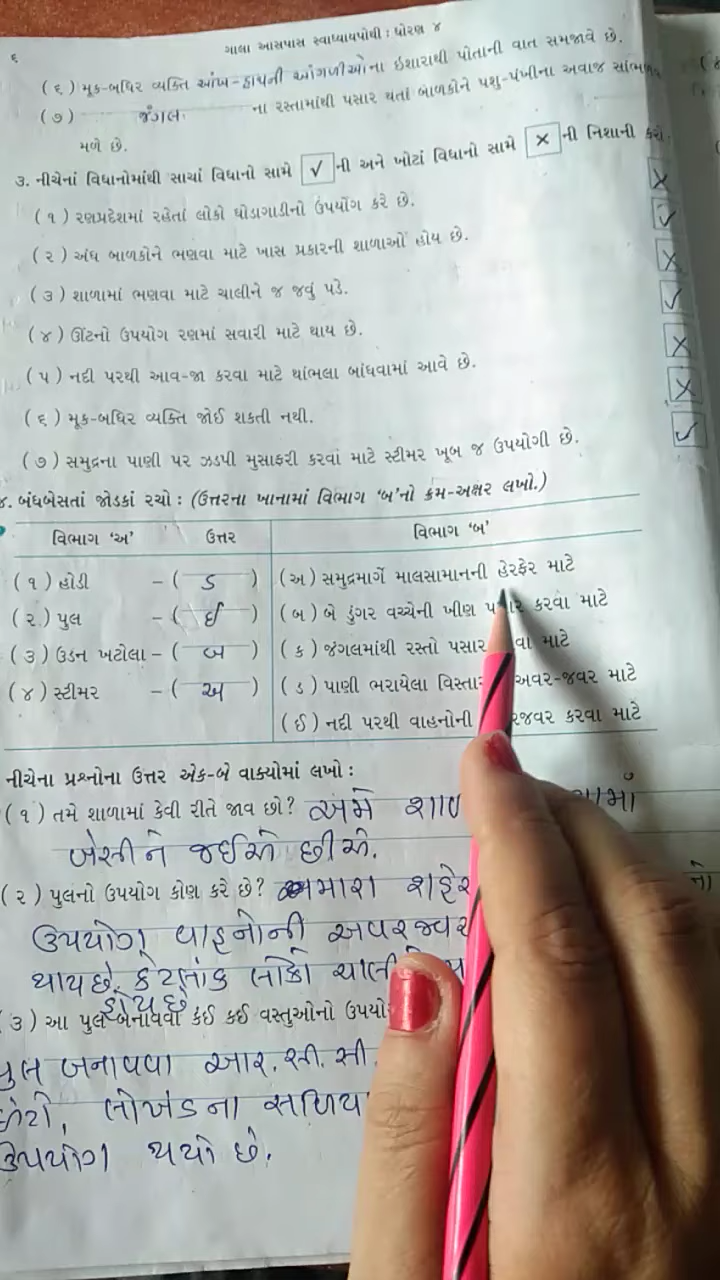 ૬
ગાલા આસપાસ સ્વાધ્યાયપોથી : ધોરણ ૪
(૬) મૂક-બધિર વ્યક્તિ આંખ-હાથની આંગળીઓના ઇશારાથી પોતાની વાત સમજાવે છે.
(૭) જંગલ ના રસ્તામાંથી પસાર થતાં બાળકોને પશુ-પંખીના અવાજ
મળે છે.
૩. નીચેનાં વિધાનોમાંથી સાચાં વિધાનો સામે ✓ ની અને ખોટાં વિધાનો સામે × ની નિશાની કરો.
(૧) રણપ્રદેશમાં રહેતાં લોકો ઘોડાગાડીનો ઉપયોગ કરે છે. ×
(૨) અંધ બાળકોને ભણવા માટે ખાસ પ્રકારની શાળાઓ હોય છે. ✓
(૩) શાળામાં ભણવા માટે ચાલીને જ જવું પડે. ×
(૪) ઊંટનો ઉપયોગ રણમાં સવારી માટે થાય છે. ✓
(૫) નદી પરથી આવ-જા કરવા માટે થાંભલા બાંધવામાં આવે છે. ×
(૬) મૂક-બધિર વ્યક્તિ જોઈ શકતી નથી. ×
(૭) સમુદ્રના પાણી પર ઝડપી મુસાફરી કરવા માટે સ્ટીમર ખૂબ જ ઉપયોગી છે. ✓
૪. બંધબેસતાં જોડકાં રચો : (ઉત્તરના ખાનામાં વિભાગ ‘બ’નો ક્રમ-અક્ષર લખો.)
વિભાગ ‘અ’ ઉત્તર વિભાગ ‘બ’
(૧) હોડી – ( ડ ) (અ) સમુદ્રમાર્ગે માલસામાનની હેરફેર માટે
(૨) પુલ – ( ઈ ) (બ) બે ડુંગર વચ્ચેની ખીણ કરવા માટે
(૩) ઉડન ખટોલા – ( બ ) (ક) જંગલમાંથી રસ્તો પસાર માટે
(૪) સ્ટીમર – ( અ ) (ડ) પાણી ભરાયેલા અવર-જવર માટે
(ઈ) નદી પરથી વાહનોની કરવા માટે
નીચેના પ્રશ્નોના ઉત્તર એક-બે વાક્યોમાં લખો :
(૧) તમે શાળામાં કેવી રીતે જાવ છો? અમે
બેસીને જઈએ છીએ.
(૨) પુલનો ઉપયોગ કોણ કરે છે? અમારા
ઉપયોગ વાહનોની અવરજવર
થાય છે. કેટલાંક લોકો
હોય છે
(૩) આ પુલ બનાવવા કઈ કઈ વસ્તુઓનો
પુલ બનાવવા આર. સી. સી.
લોખંડના
ઉપયોગ થયો છે.